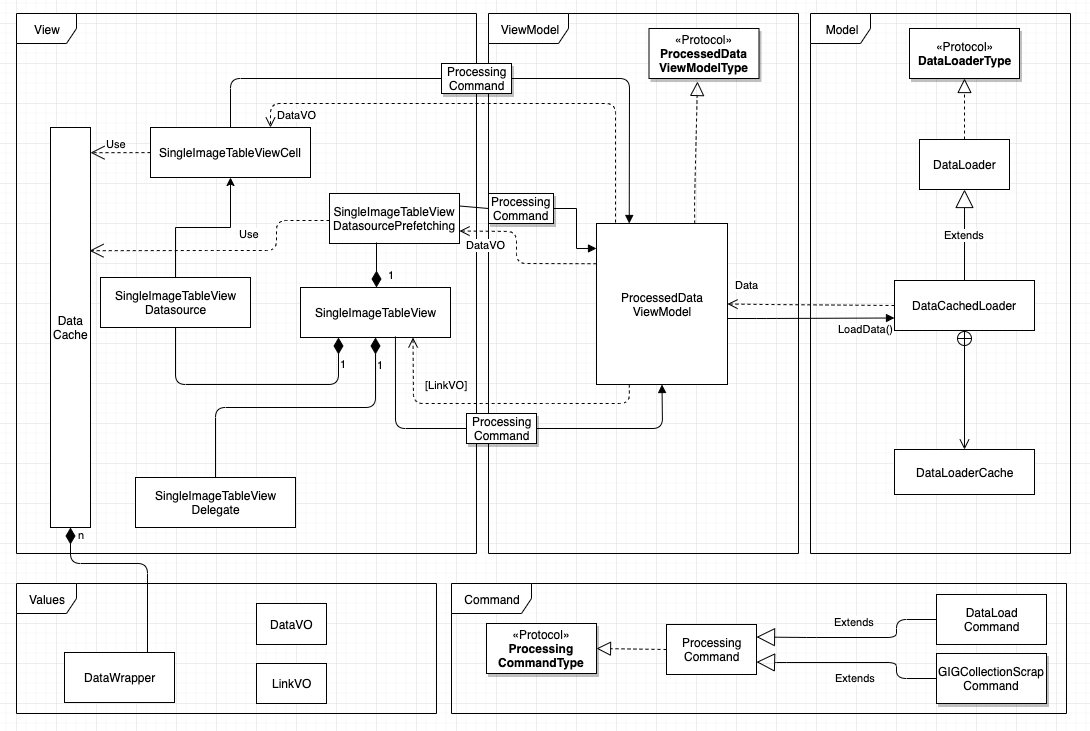 View
ViewModel
Model
«Protocol»
ProcessedData
ViewModelType
«Protocol»
DataLoaderType
Processing
Command
DataVO
Use
SingleImageTableViewCell
DataLoader
SingleImageTableView
DatasourcePrefetching
Processing
Command
Use
DataVO
Extends
1
SingleImageTableView
Datasource
Data
Cache
SingleImageTableView
ProcessedData
ViewModel
Data
DataCachedLoader
LoadData()
1
1
[LinkVO]
Processing
Command
DataLoaderCache
SingleImageTableView
Delegate
n
Values
DataVO
DataWrapper
LinkVO
Command
«Protocol»
Processing
CommandType
Processing
Command
Extends
Extends
DataLoad
Command
GIGCollectionScrap
Command